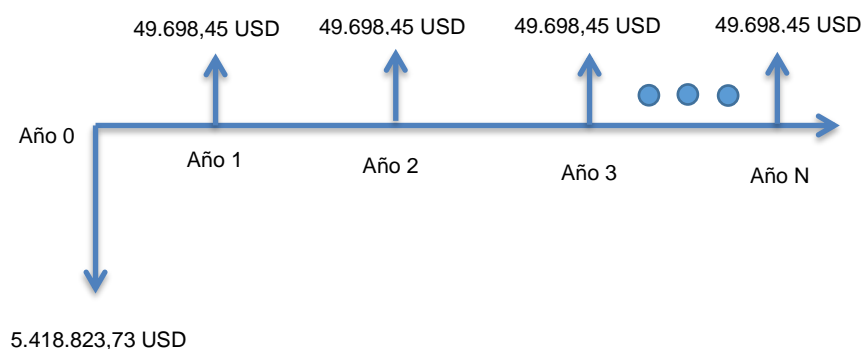 49.698,45 USD 49.698,45 USD 49.698,45 USD 49.698,45 USD
Año 0
Año 1 Año 2 Año 3 Año N
5.418.823,73 USD